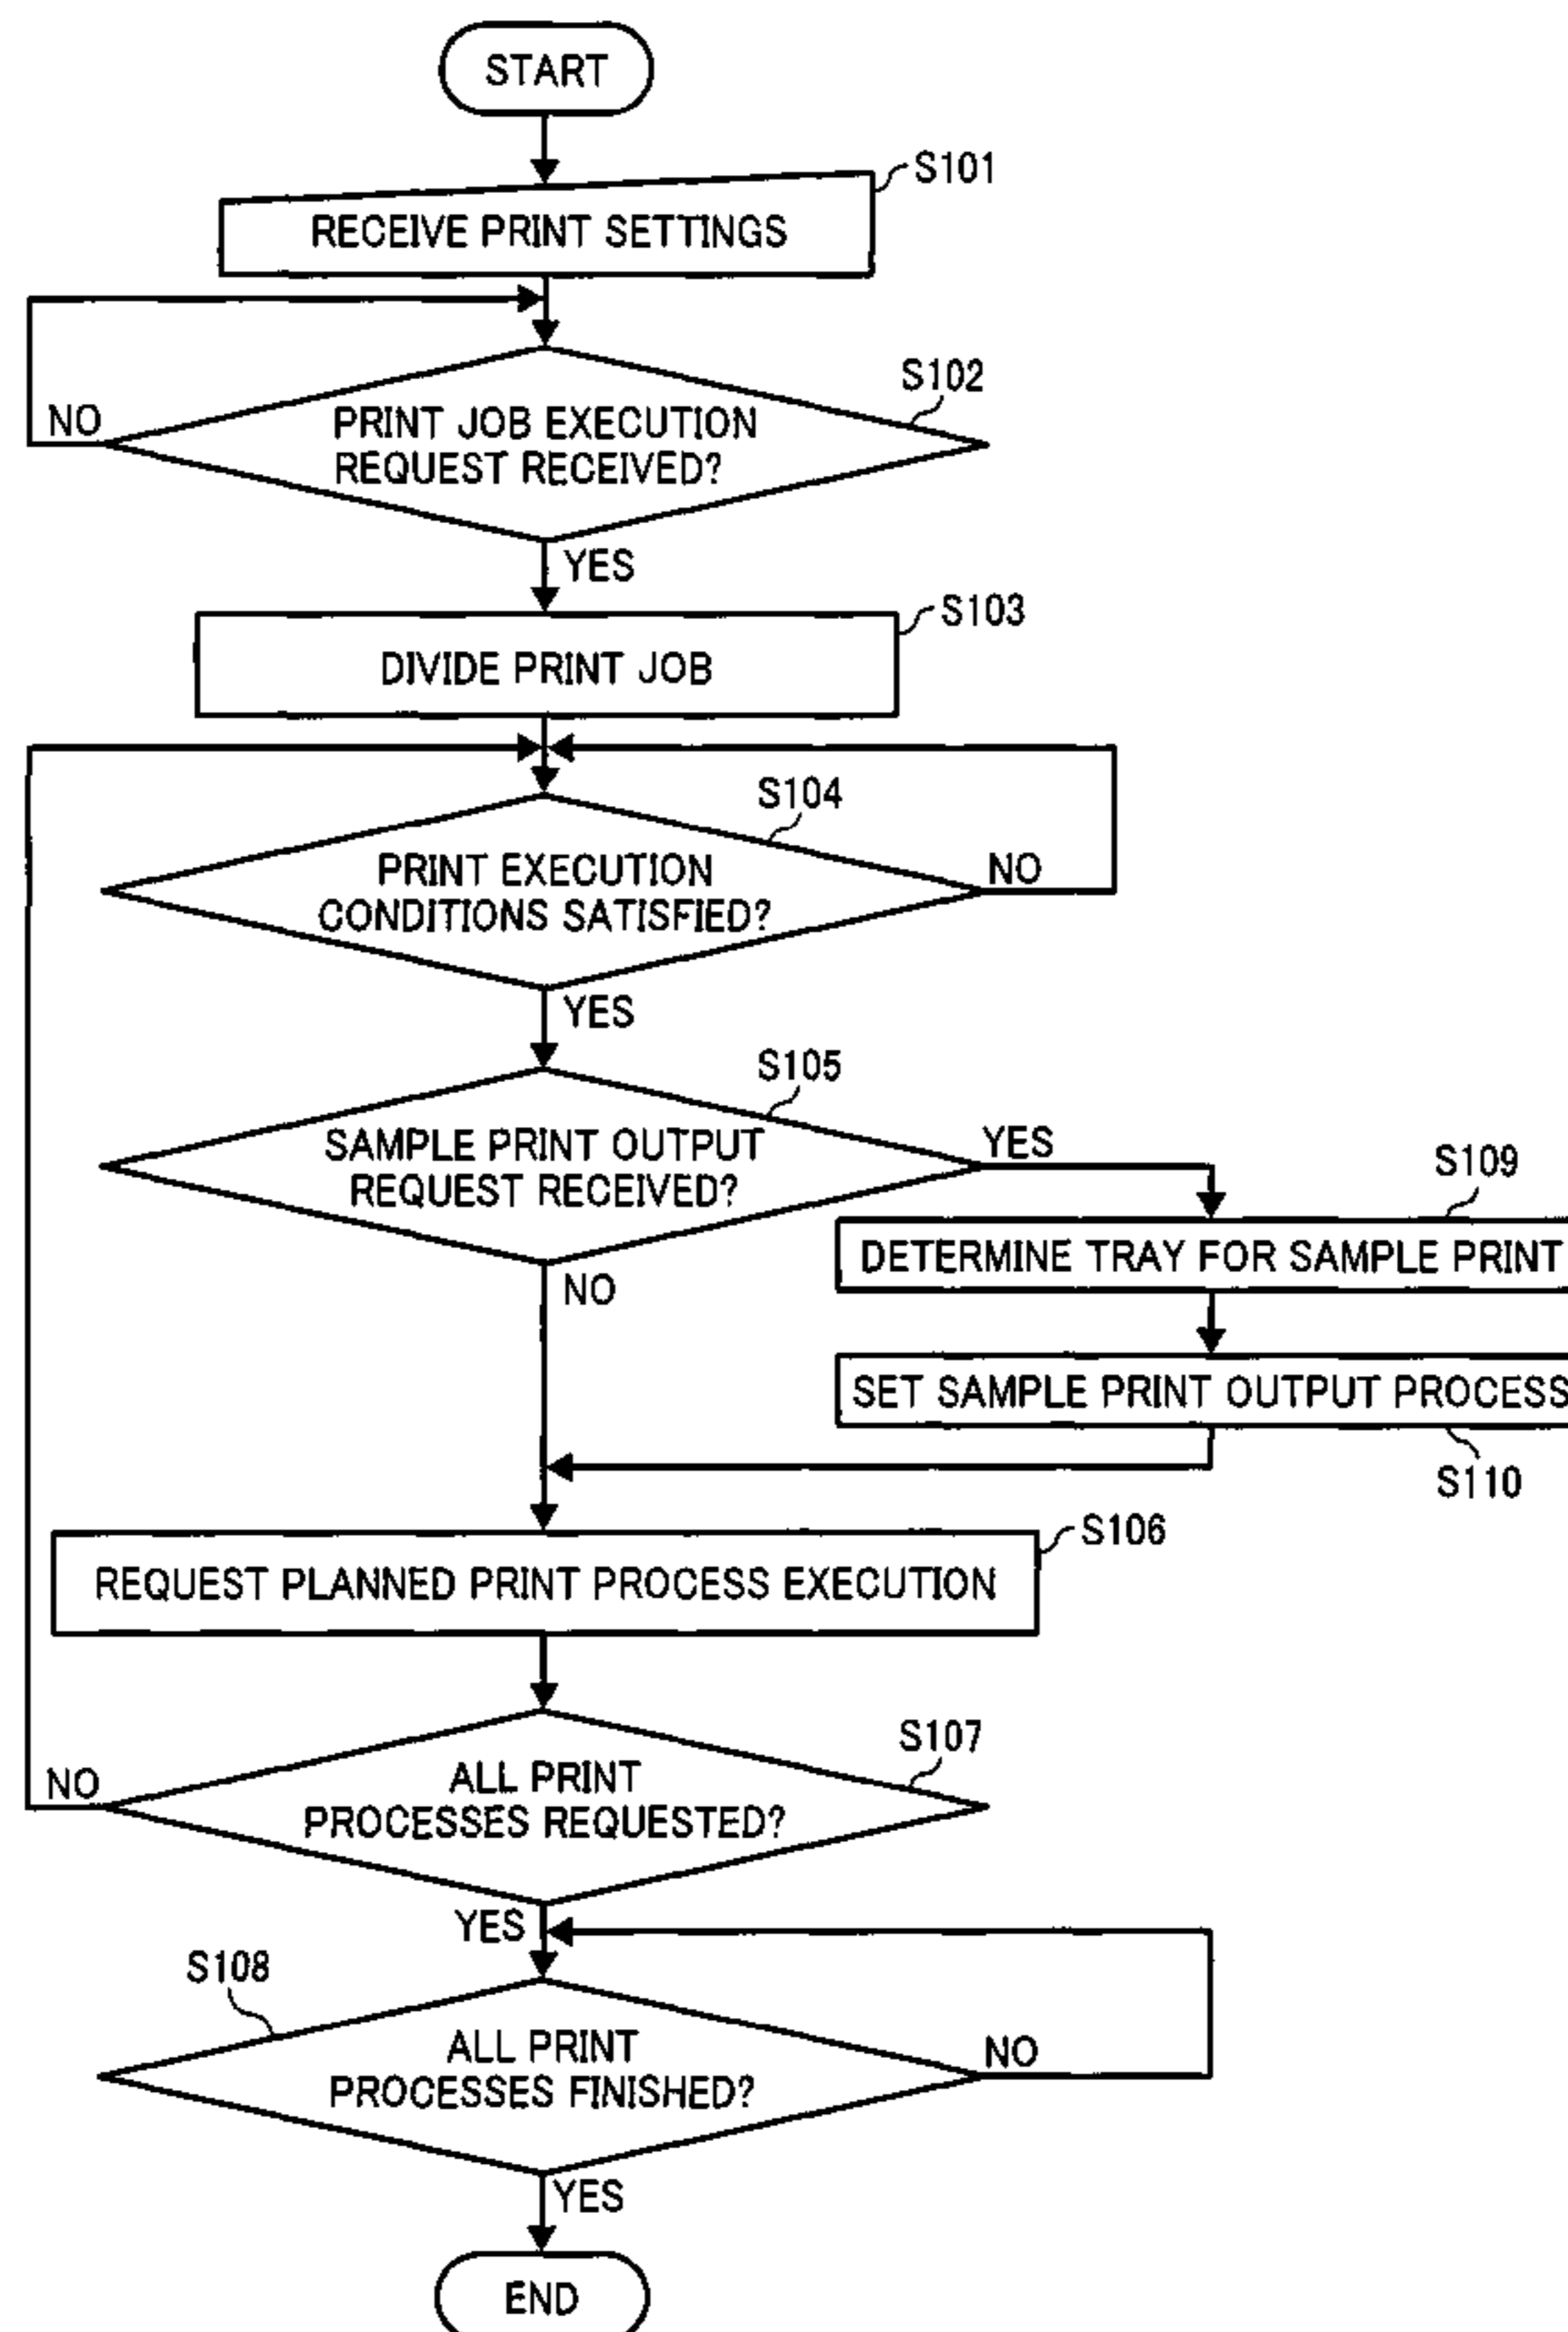 START
S101
RECEIVE PRINT SETTINGS
S102
NO
PRINT JOB EXECUTION
REQUEST RECEIVED?
YES
S103
DIVIDE PRINT JOB
S104
PRINT EXECUTION
CONDITIONS SATISFIED?
NO
YES
S105
SAMPLE PRINT OUTPUT
REQUEST RECEIVED?
YES
S109
DETERMINE TRAY FOR SAMPLE PRINT
NO
SET SAMPLE PRINT OUTPUT PROCESS
S110
S106
REQUEST PLANNED PRINT PROCESS EXECUTION
S107
NO
ALL PRINT
PROCESSES REQUESTED?
YES
S108
ALL PRINT
PROCESSES FINISHED?
NO
YES
END